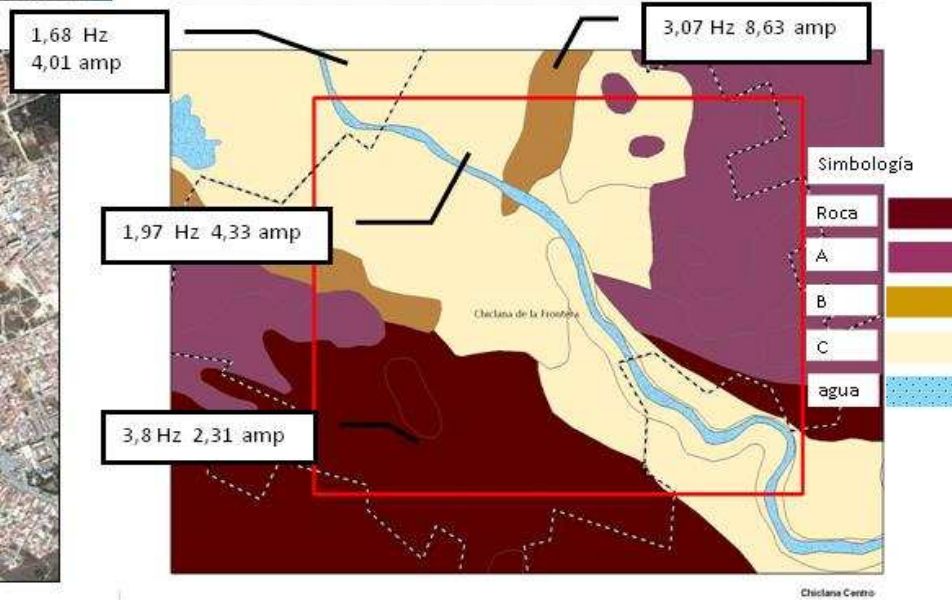 1,68 Hz
4,01 amp
3,07 Hz 8,63 amp
1,97 Hz 4,33 amp
3,8 Hz 2,31 amp
Chiclana de la Frontera
Simbología
Roca
A
B
C
agua
Chiclana Centro